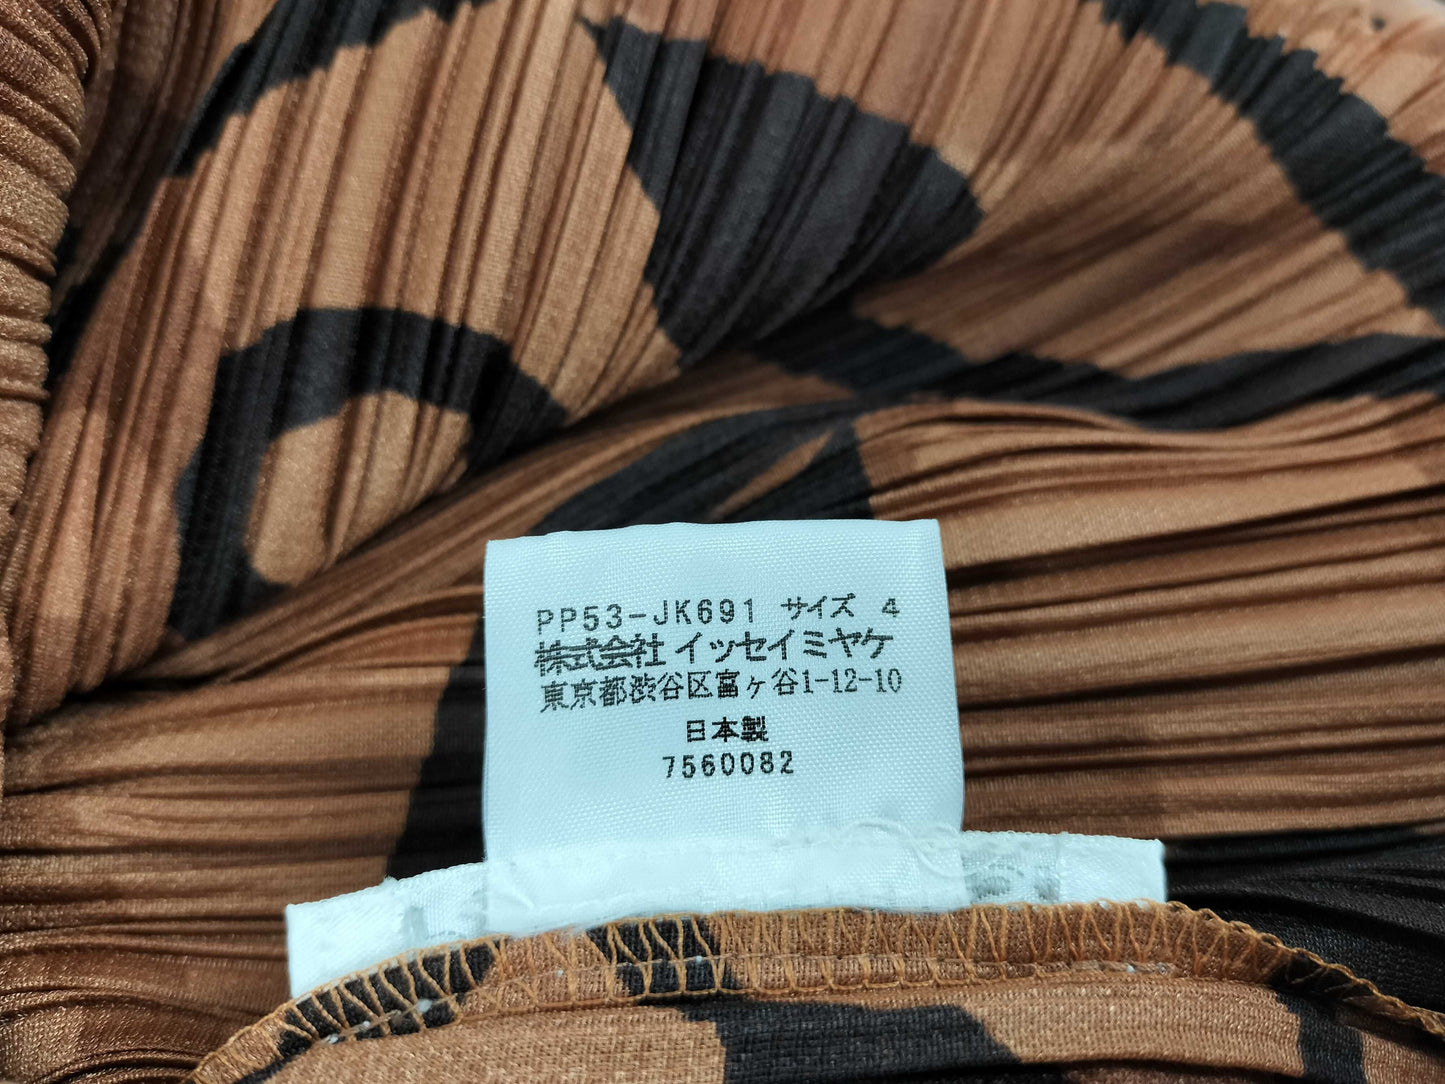 PP53-JK691 サイズ 4
株式会社 イッセイミヤケ
東京都渋谷区富ヶ谷1-12-10
日本製
7560082